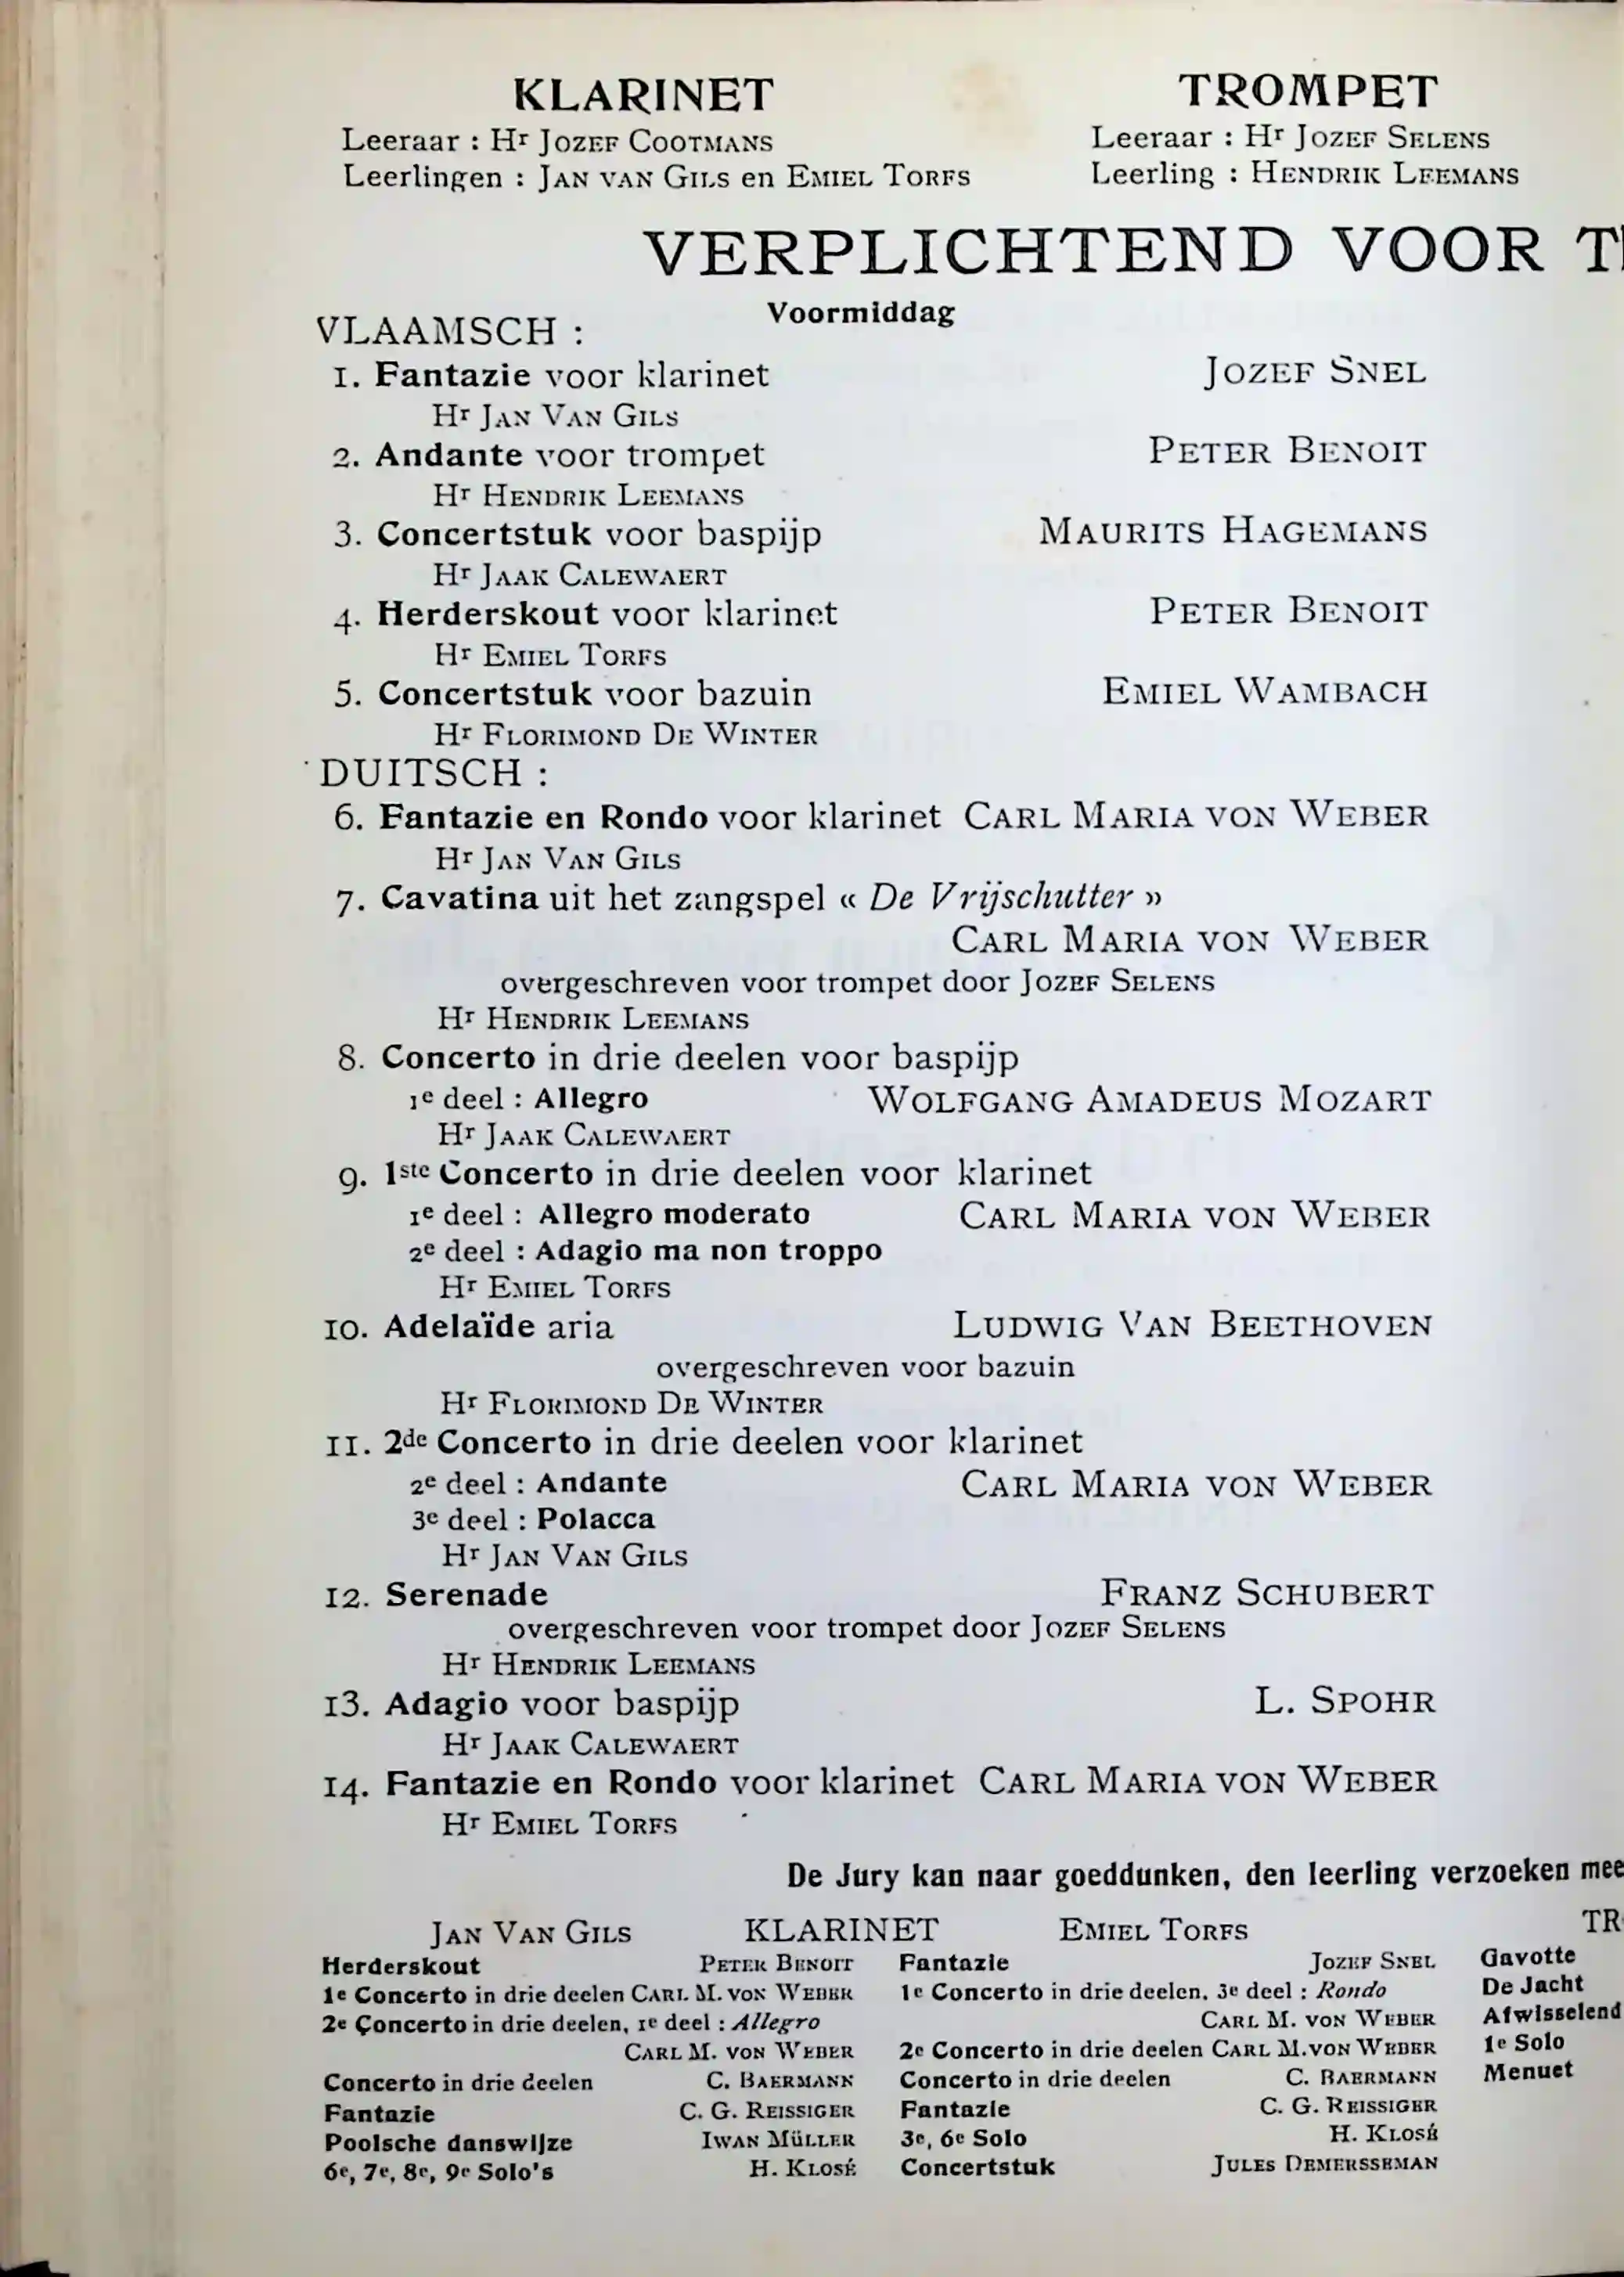 KLARINET
Leeraar : Hr Jozef Cootmans
Leerlingen : Jan van Gils en Emiel Torfs
TROMPET
Leeraar : Hr Jozef Selens
Leerling : Hendrik Leemans
VERPLICHTEND VOOR
Voormiddag
VLAAMSCH :
1. Fantazie voor klarinet Jozef Snel
Hr Jan Van Gils
2. Andante voor trompet Peter Benoit
Hr Hendrik Leemans
3. Concertstuk voor baspijp Maurits Hagemans
Hr Jaak Calewaert
4. Herderskout voor klarinet Peter Benoit
Hr Emiel Torfs
5. Concertstuk voor bazuin Emiel Wambach
Hr Florimond De Winter
DUITSCH :
6. Fantazie en Rondo voor klarinet Carl Maria von Weber
Hr Jan Van Gils
7. Cavatina uit het zangspel « De Vrijschutter »
Carl Maria von Weber
overgeschreven voor trompet door Jozef Selens
Hr Hendrik Leemans
8. Concerto in drie deelen voor baspijp
1e deel : Allegro Wolfgang Amadeus Mozart
Hr Jaak Calewaert
9. 1ste Concerto in drie deelen voor klarinet
1e deel : Allegro moderato Carl Maria von Weber
2e deel : Adagio ma non troppo
Hr Emiel Torfs
10. Adelaïde aria Ludwig Van Beethoven
overgeschreven voor bazuin
Hr Florimond De Winter
11. 2de Concerto in drie deelen voor klarinet
2e deel : Andante Carl Maria von Weber
3e deel : Polacca
Hr Jan Van Gils
12. Serenade Franz Schubert
overgeschreven voor trompet door Jozef Selens
Hr Hendrik Leemans
13. Adagio voor baspijp L. Spohr
Hr Jaak Calewaert
14. Fantazie en Rondo voor klarinet Carl Maria von Weber
Hr Emiel Torfs
De Jury kan naar goeddunken, den leerling verzoeken mee
Jan Van Gils KLARINET Emiel Torfs
Herderskout Peter Benoit
1e Concerto in drie deelen Carl M. von Weber
2e Concerto in drie deelen, 1e deel : Allegro
Carl M. von Weber
Concerto in drie deelen C. Baermann
Fantazie C. G. Reissiger
Poolsche danswijze Iwan Müller
6e, 7e, 8e, 9e Solo's H. Klosé
Fantazie Jozef Snel
1e Concerto in drie deelen, 3e deel : Rondo
Carl M. von Weber
2e Concerto in drie deelen Carl M. von Weber
Concerto in drie deelen C. Baermann
Fantazie C. G. Reissiger
3e, 6e Solo H. Klosé
Concertstuk Jules Demersseman
TR
Gavotte
De Jacht
Afwisselend
1e Solo
Menuet